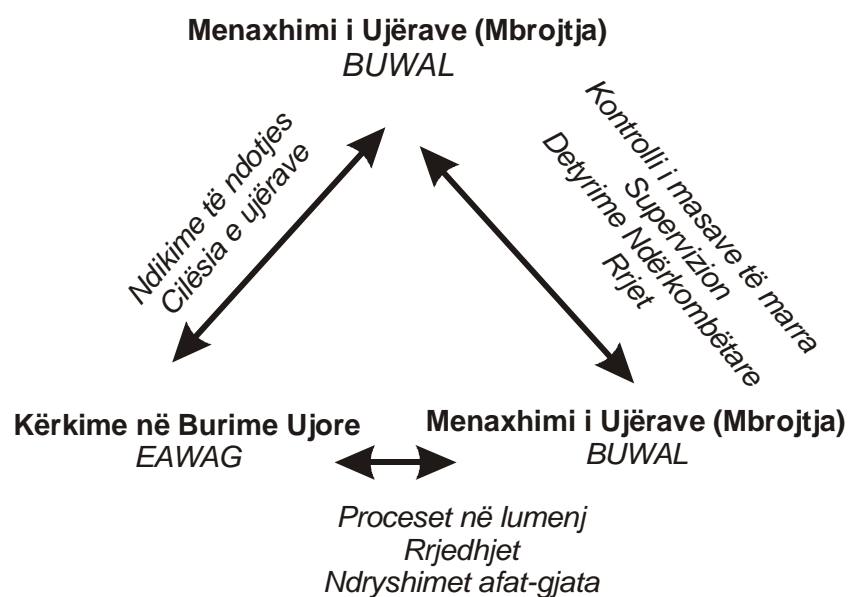 Menaxhimi i Ujërave (Mbrojtja)
BUWAL
Ndikime të ndotjes
Cilësia e ujërave
Kontrolli i masave të marra
Supervizion
Detyrime Ndërkombëtare
Rrjet
Kërkime në Burime Ujore
EAWAG
Menaxhimi i Ujërave (Mbrojtja)
BUWAL
Proceset në lumenj
Rrjedhjet
Ndryshimet afat-gjata